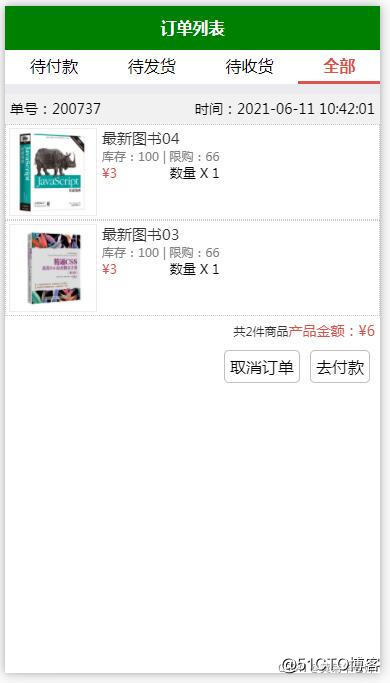 订单列表
待付款 待发货 待收货 全部
单号：200737 时间：2021-06-11 10:42:01
最新图书04
库存：100 | 限购：66
¥3 数量 X 1
JavaScript
最新图书03
库存：100 | 限购：66
¥3 数量 X 1
精通CSS
共2件商品产品金额：¥6
取消订单 去付款
@51CTO博客